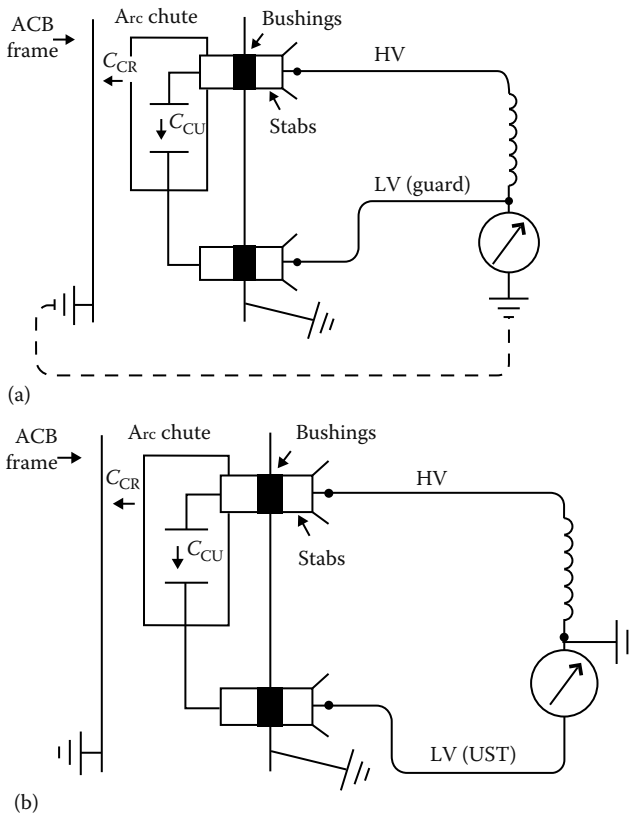 ACB
frame
Arc chute
Bushings
HV
C_CR
C_CU
Stabs
LV (guard)
(a)
ACB
frame
Arc chute
Bushings
HV
C_CR
C_CU
Stabs
LV (UST)
(b)